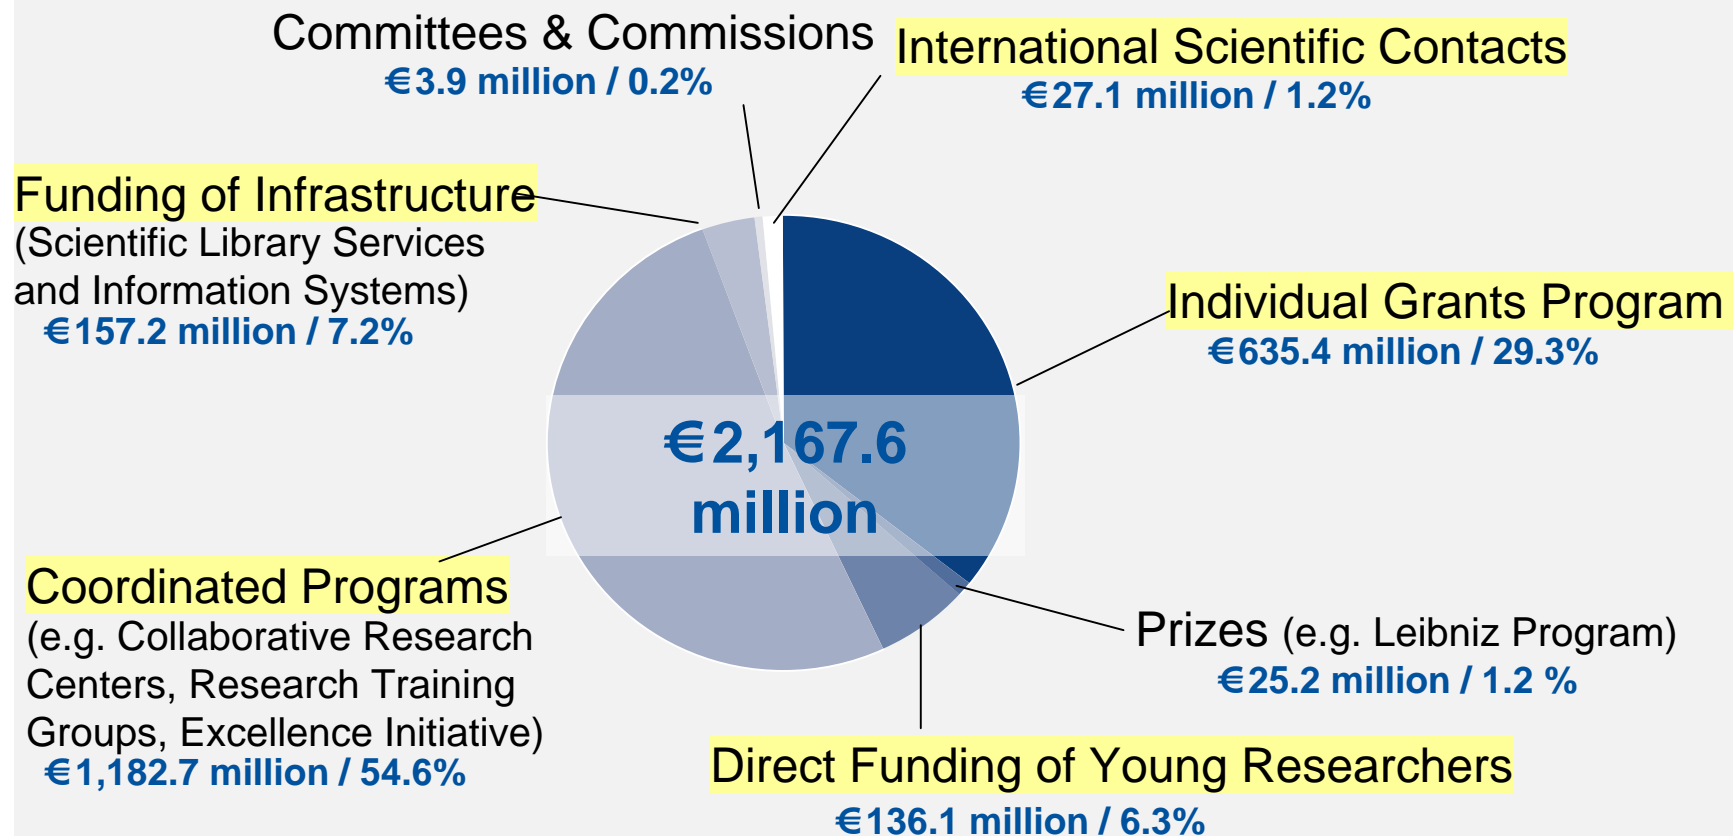 Committees & Commissions
€3.9 million / 0.2%
International Scientific Contacts
€27.1 million / 1.2%
Funding of Infrastructure
(Scientific Library Services
and Information Systems)
€157.2 million / 7.2%
Individual Grants Program
€635.4 million / 29.3%
€2,167.6
million
Coordinated Programs
(e.g. Collaborative Research
Centers, Research Training
Groups, Excellence Initiative)
€1,182.7 million / 54.6%
Prizes (e.g. Leibniz Program)
€25.2 million / 1.2 %
Direct Funding of Young Researchers
€136.1 million / 6.3%